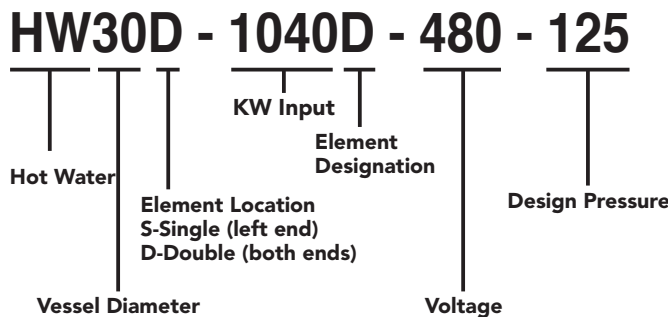 HW30D - 1040D - 480 - 125
KW Input
Element
Designation
Hot Water
Element Location
S-Single (left end)
D-Double (both ends)
Design Pressure
Vessel Diameter
Voltage